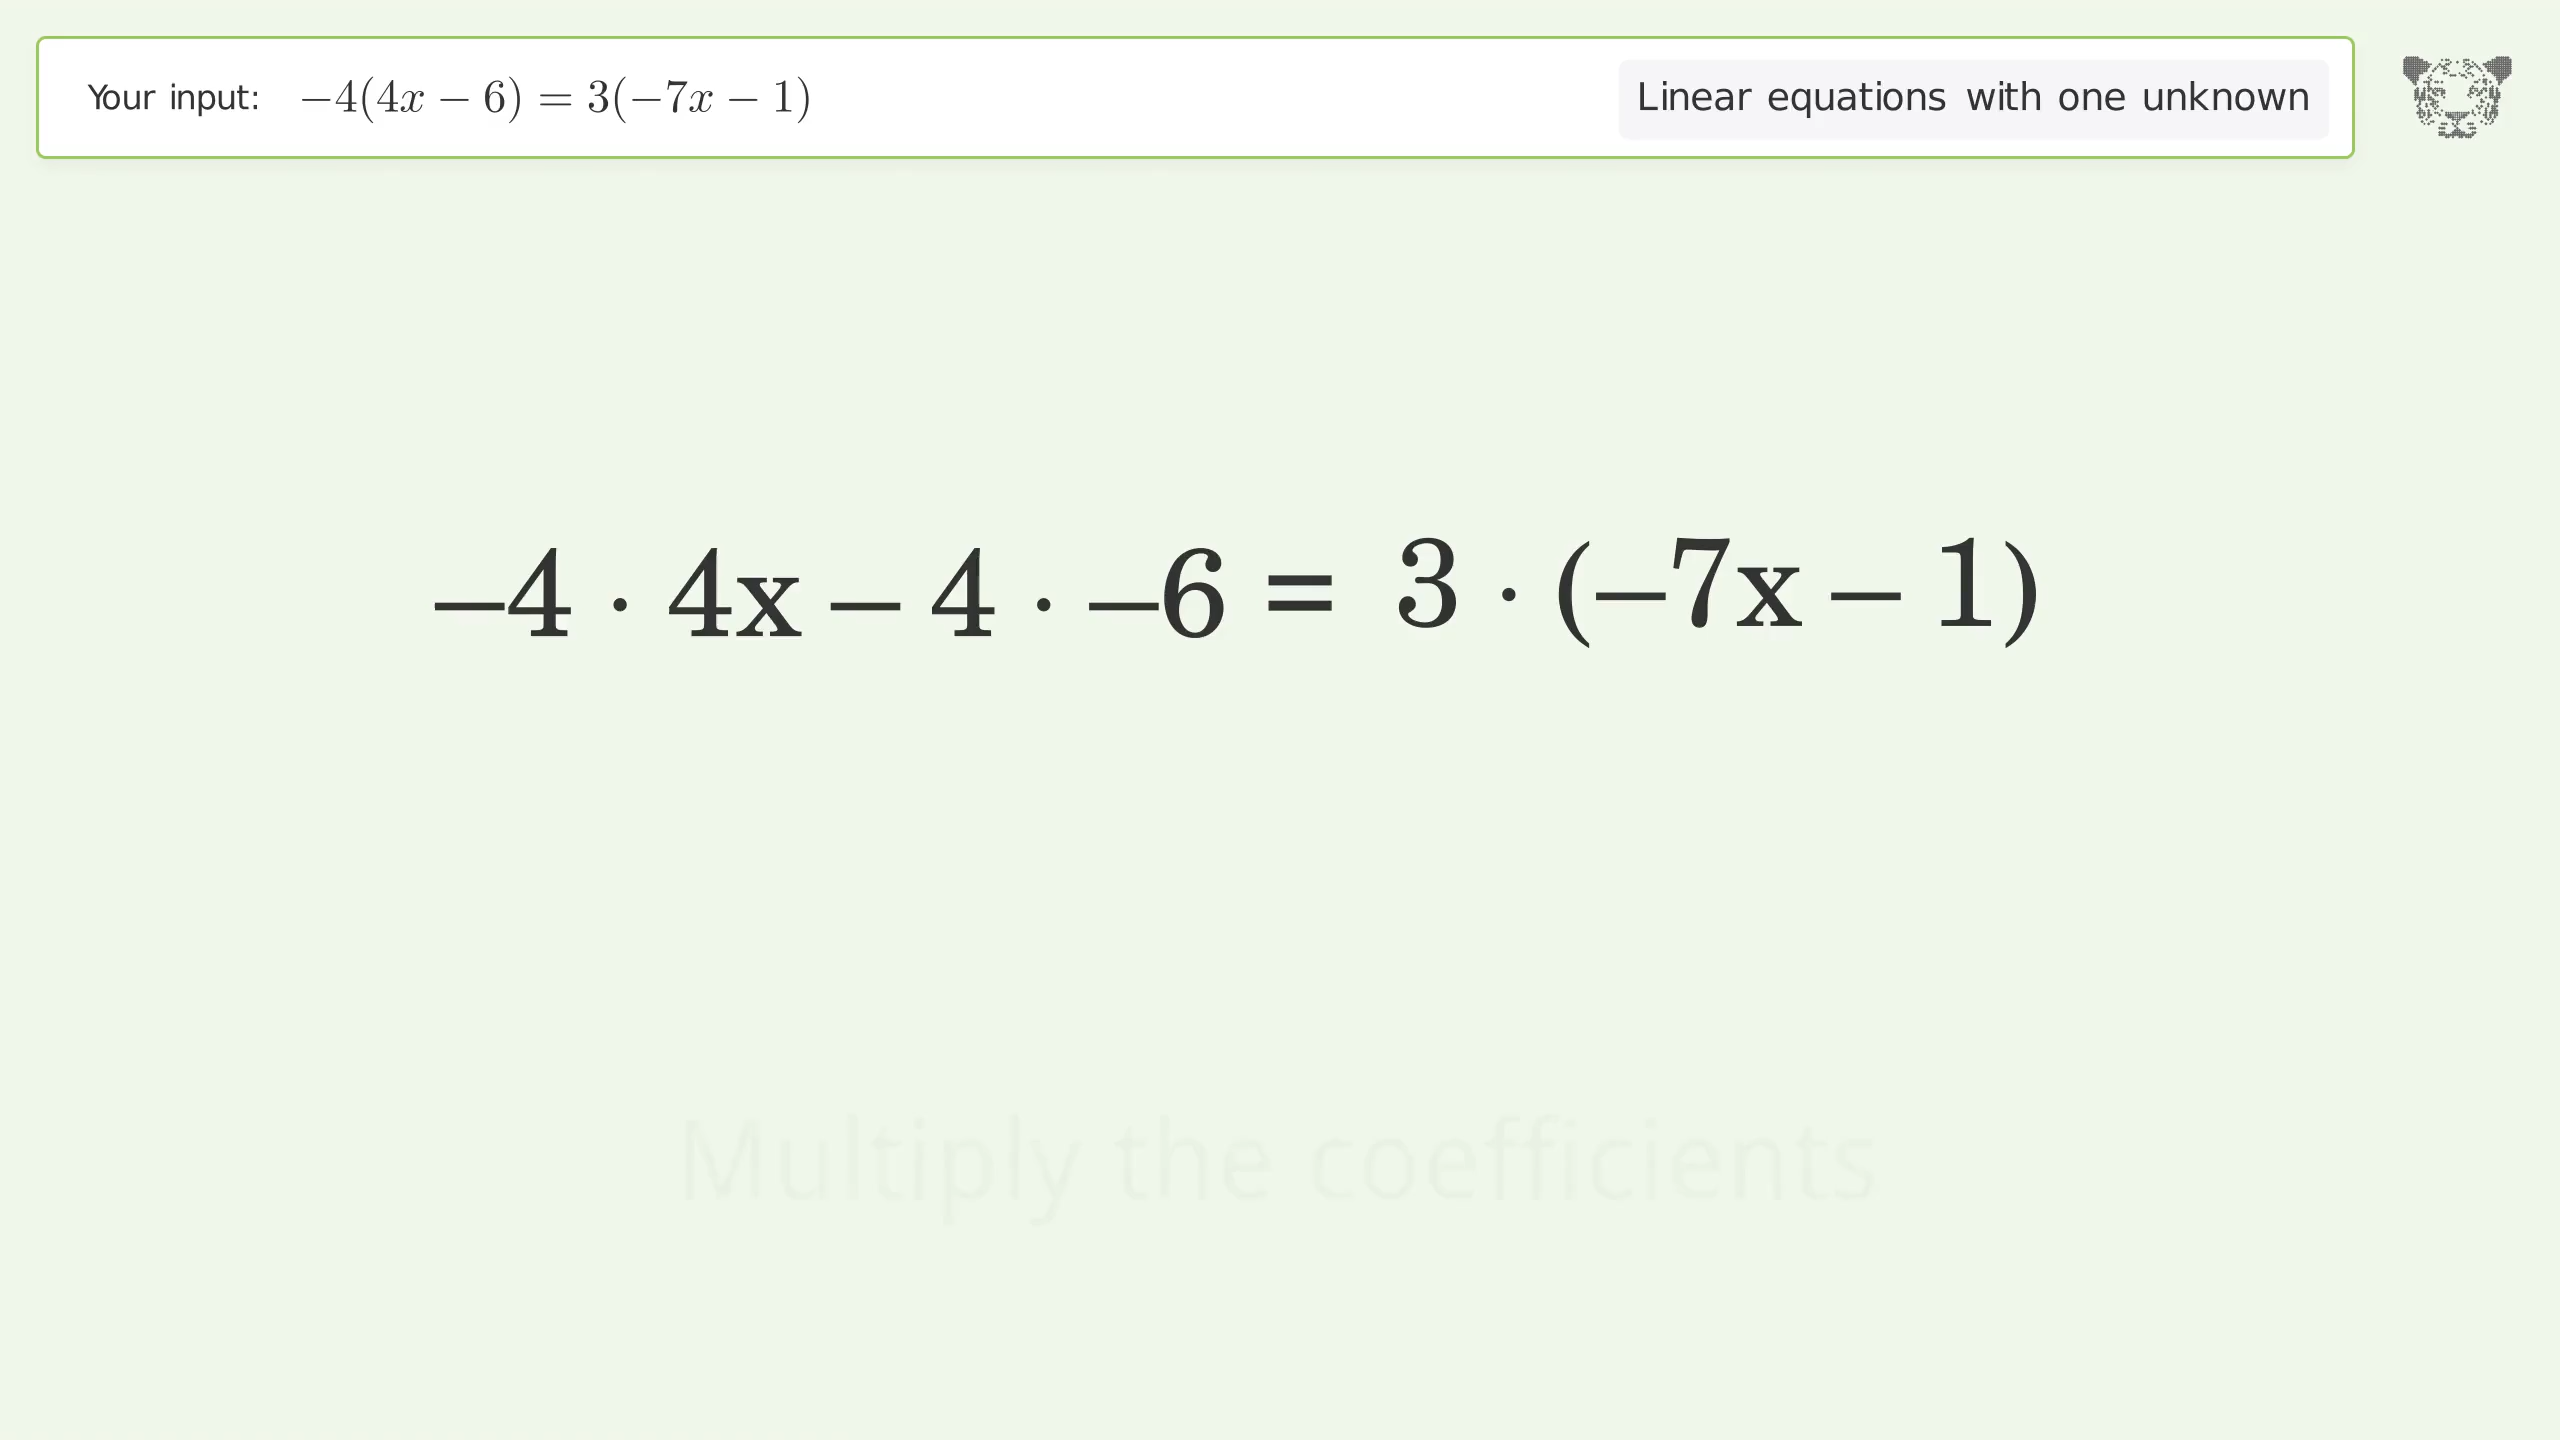 Your input: −4(4x − 6) = 3(−7x − 1)
Linear equations with one unknown
−4 · 4x − 4 · −6 = 3 · (−7x − 1)
Multiply the coefficients